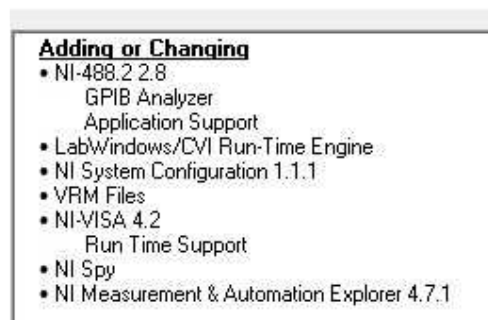 Adding or Changing
• NI-488.2 2.8
GPIB Analyzer
Application Support
• LabWindows/CVI Run-Time Engine
• NI System Configuration 1.1.1
• VRM Files
• NI-VISA 4.2
Run Time Support
• NI Spy
• NI Measurement & Automation Explorer 4.7.1